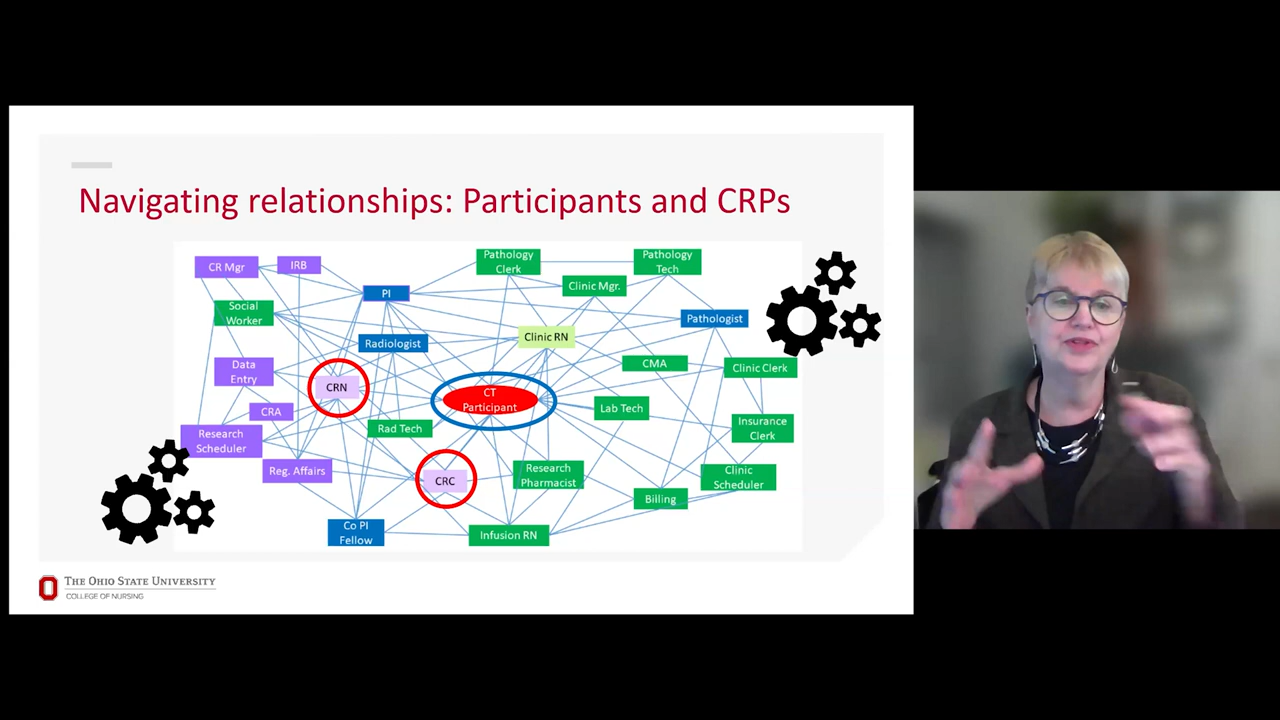 Navigating relationships: Participants and CRPs
CR Mgr
IRB
Pathology
Clerk
Pathology
Tech
Clinic Mgr.
PI
Social
Worker
Pathologist
Clinic RN
Radiologist
CMA
Clinic Clerk
Data
Entry
CRN
CT
Participant
Lab Tech
CRA
Rad Tech
Insurance
Clerk
Research
Scheduler
Reg. Affairs
CRC
Research
Pharmacist
Clinic
Scheduler
Billing
Co PI
Fellow
Infusion RN
THE OHIO STATE UNIVERSITY
COLLEGE OF NURSING